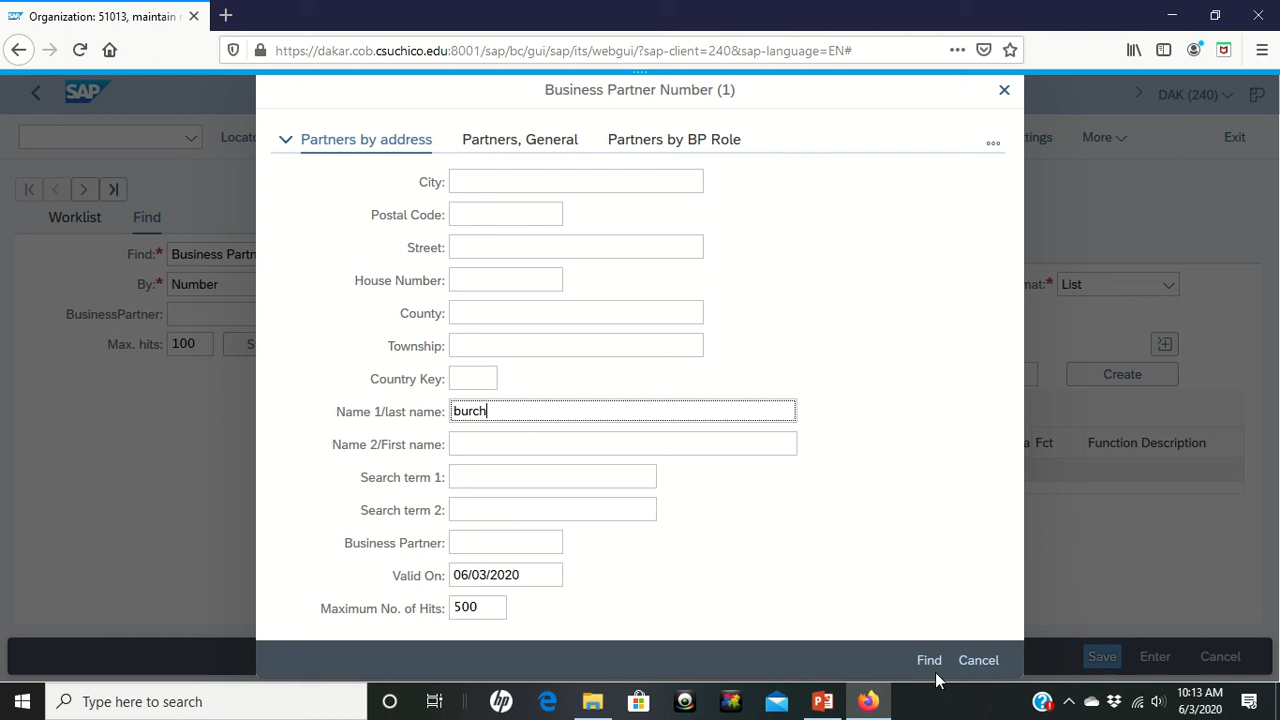 Organization: 51013, maintain
https://dakar.cob.csuchico.edu:8001/sap/bc/gui/sap/its/webgui/?sap-client=240&sap-language=EN#
SAP
Business Partner Number (1)
DAK (240)
Locato
Partners by address
Partners, General
Partners by BP Role
tings
More
Exit
Worklist
Find
City:
Postal Code:
Street:
House Number:
County:
Township:
Country Key:
Name 1/last name: burch
Name 2/First name:
Search term 1:
Search term 2:
Business Partner:
Valid On: 06/03/2020
Maximum No. of Hits: 500
Find:* Business Partn
By:* Number
BusinessPartner:
Max. hits: 100 S
mat:* List
Create
a Fct Function Description
Find Cancel
Save Enter Cancel
Type here to search
10:13 AM
6/3/2020